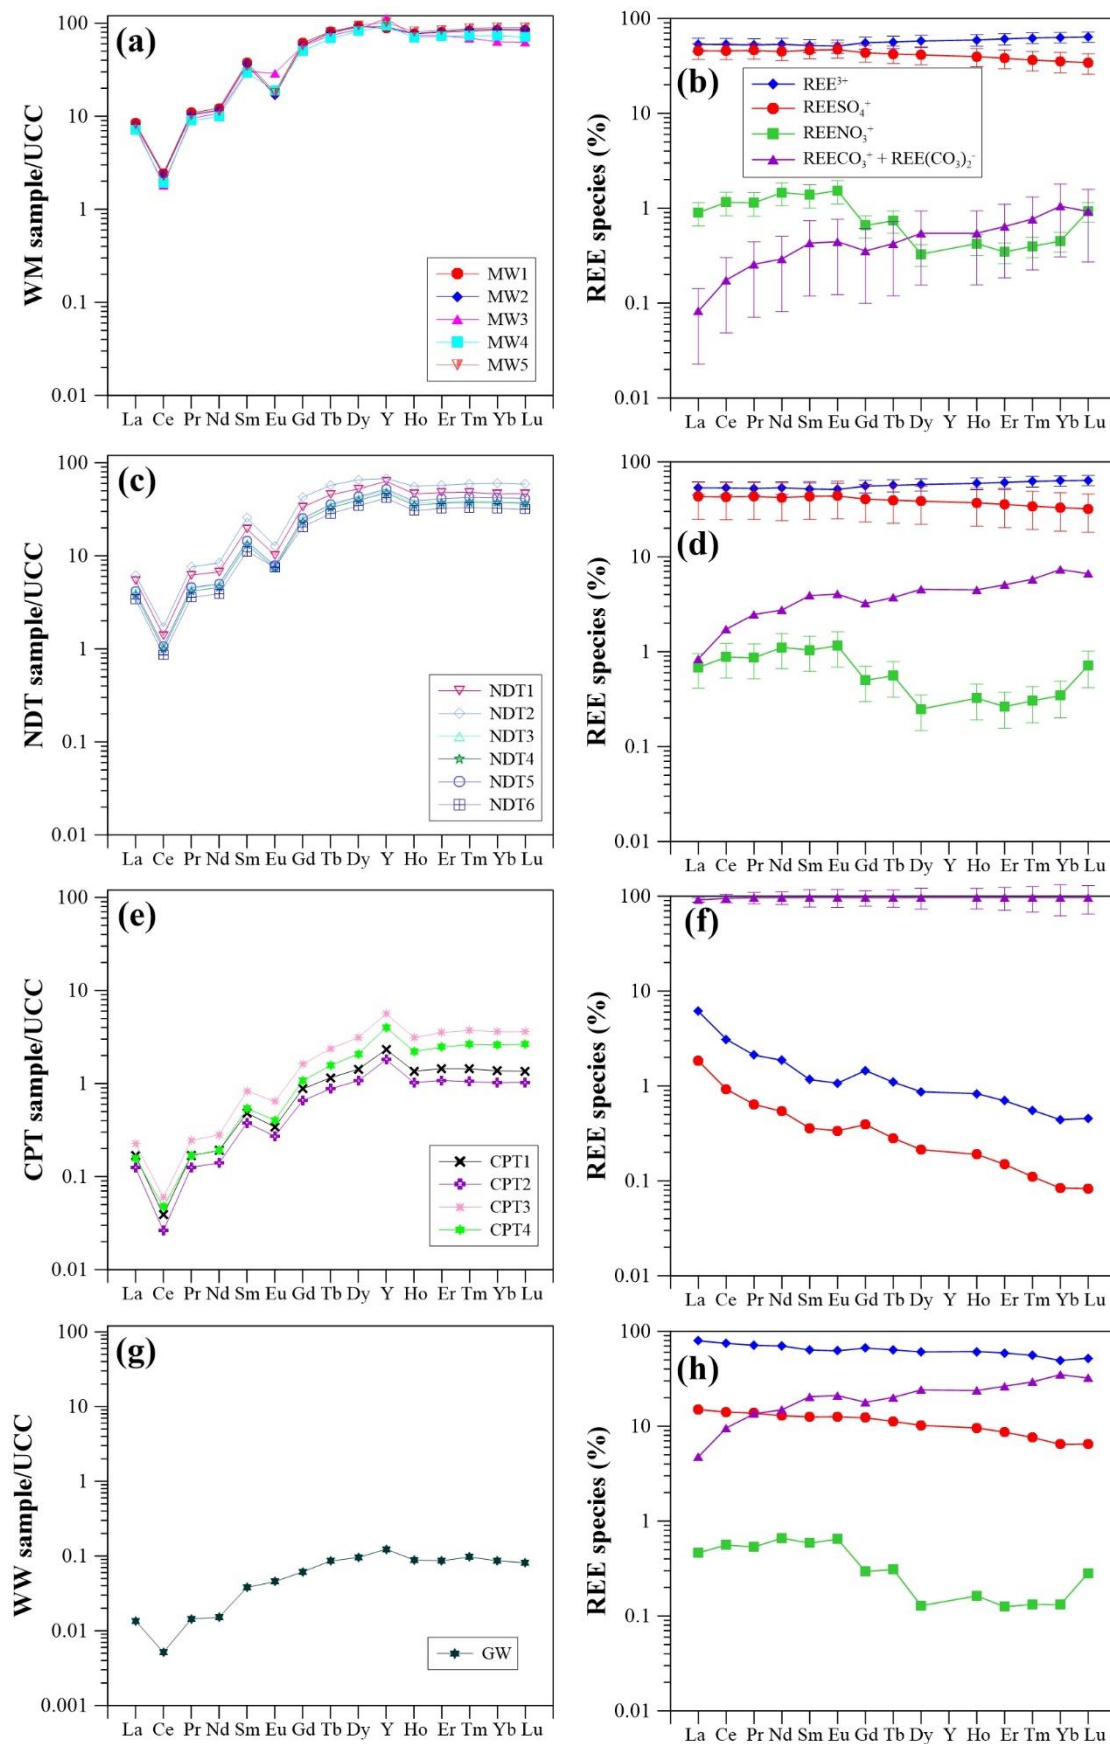 (a)
WM sample/UCC
100
10
1
0.1
0.01
MW1
MW2
MW3
MW4
MW5
La Ce Pr Nd Sm Eu Gd Tb Dy Y Ho Er Tm Yb Lu
(b)
REE species (%)
100
10
1
0.1
0.01
REE³⁺
REESO₄⁺
REENO₃⁺
REECO₃⁺ + REE(CO₃)₂⁻
La Ce Pr Nd Sm Eu Gd Tb Dy Y Ho Er Tm Yb Lu
(c)
NDT sample/UCC
100
10
1
0.1
0.01
NDT1
NDT2
NDT3
NDT4
NDT5
NDT6
La Ce Pr Nd Sm Eu Gd Tb Dy Y Ho Er Tm Yb Lu
(d)
REE species (%)
100
10
1
0.1
0.01
La Ce Pr Nd Sm Eu Gd Tb Dy Y Ho Er Tm Yb Lu
(e)
CPT sample/UCC
100
10
1
0.1
0.01
CPT1
CPT2
CPT3
CPT4
La Ce Pr Nd Sm Eu Gd Tb Dy Y Ho Er Tm Yb Lu
(f)
REE species (%)
100
10
1
0.1
0.01
La Ce Pr Nd Sm Eu Gd Tb Dy Y Ho Er Tm Yb Lu
(g)
WW sample/UCC
100
10
1
0.1
0.01
0.001
GW
La Ce Pr Nd Sm Eu Gd Tb Dy Y Ho Er Tm Yb Lu
(h)
REE species (%)
100
10
1
0.1
0.01
La Ce Pr Nd Sm Eu Gd Tb Dy Y Ho Er Tm Yb Lu